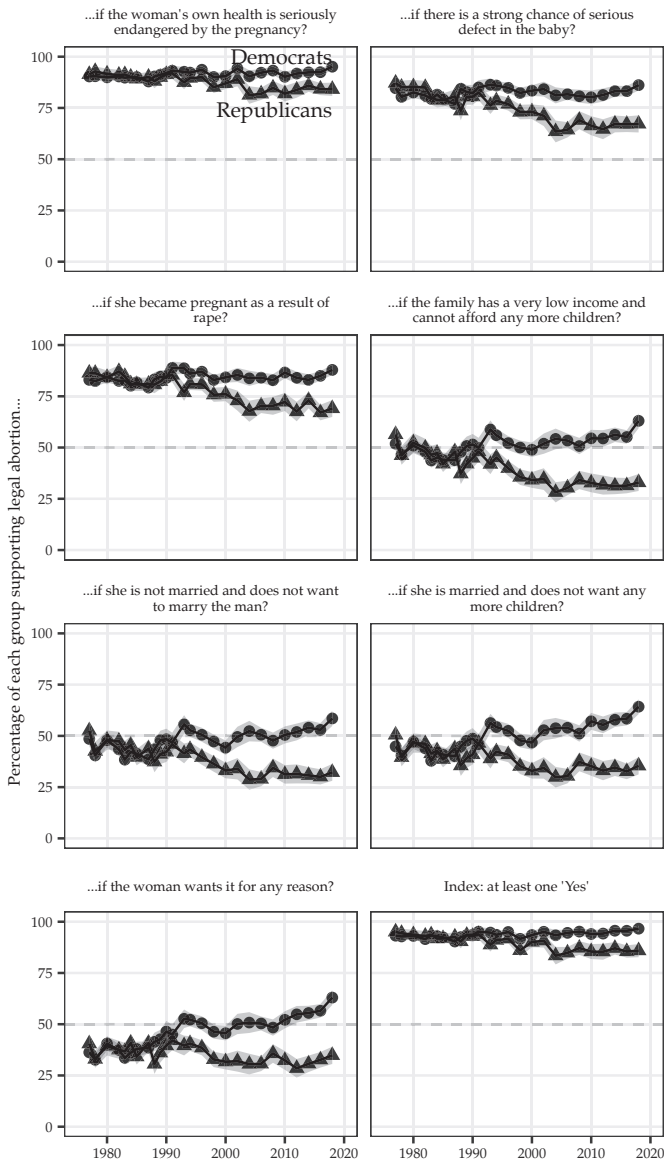 ...if the woman's own health is seriously
endangered by the pregnancy?
...if there is a strong chance of serious
defect in the baby?
100
75
50
25
0
Democrats
Republicans
...if she became pregnant as a result of
rape?
...if the family has a very low income and
cannot afford any more children?
100
75
50
25
0
Percentage of each group supporting legal abortion...
...if she is not married and does not want
to marry the man?
...if she is married and does not want any
more children?
100
75
50
25
0
...if the woman wants it for any reason?
Index: at least one 'Yes'
100
75
50
25
0
1980 1990 2000 2010 2020
1980 1990 2000 2010 2020